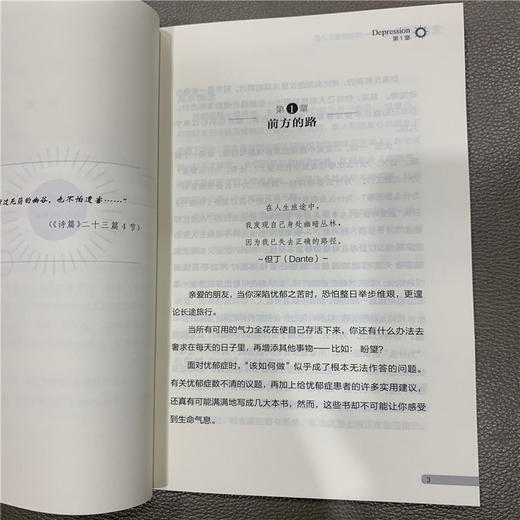 过死荫的幽谷，也不怕遭害……”
（《诗篇》二十三篇 4 节）
Depression
第 1 章
第 1 章
前方的路
在人生旅途中，
我发现自己身处幽暗丛林，
因为我已失去正确的路径。
～但丁（Dante）～
亲爱的朋友，当你深陷忧郁之苦时，恐怕整日举步维艰，更遑
论长途旅行。
当所有可用的气力全花在使自己存活下来，你还有什么办法去
奢求在每天的日子里，再增添其他事物——比如：盼望？
面对忧郁症时，“该如何做”似乎成了根本无法作答的问题。
有关忧郁症数不清的议题，再加上给忧郁症患者的许多实用建议，
还真有可能满满地写成几大本书，然而，这些书却不可能让你感受
到生命气息。
3